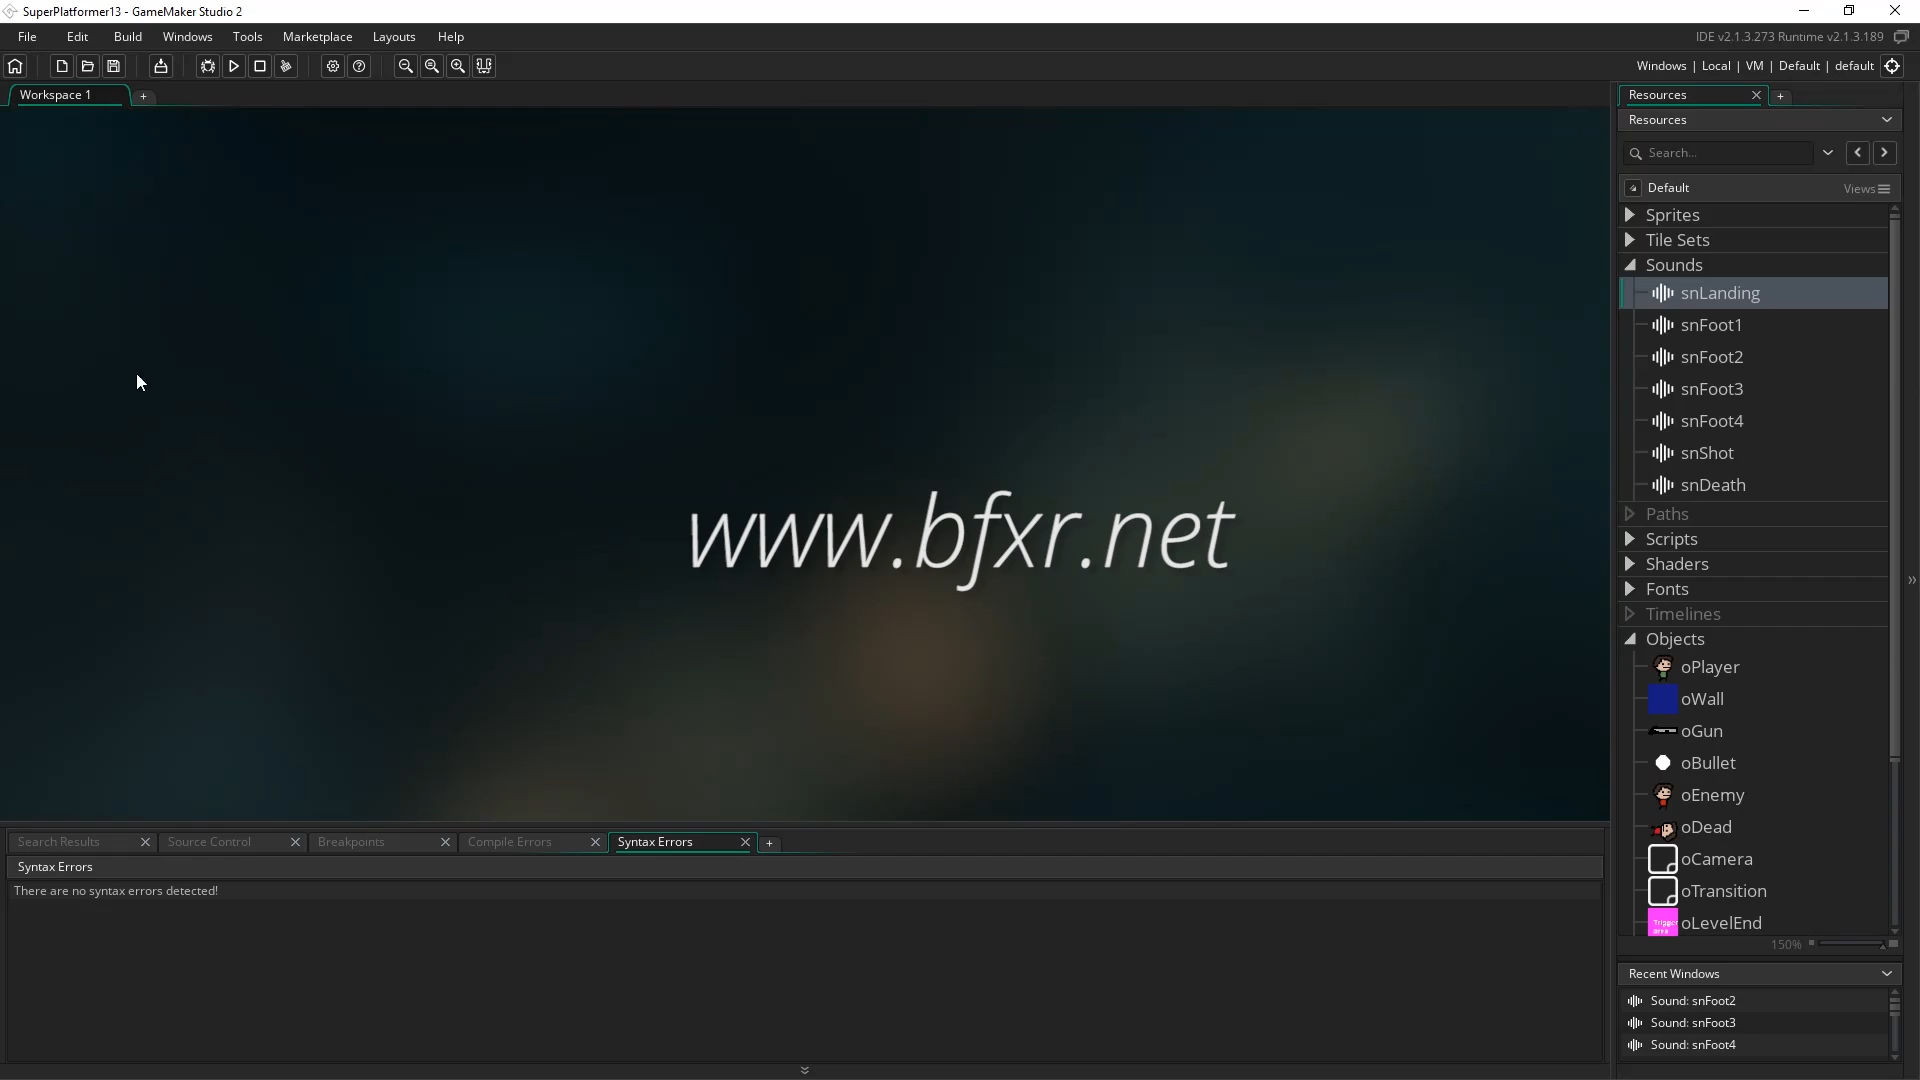 SuperPlatformer13 - GameMaker Studio 2
File Edit Build Windows Tools Marketplace Layouts Help
IDE v2.1.3.273 Runtime v2.1.3.189
Windows | Local | VM | Default | default
Workspace 1
Resources
Resources
Search...
Default
Views
Sprites
Tile Sets
Sounds
snLanding
snFoot1
snFoot2
snFoot3
snFoot4
snShot
snDeath
Paths
Scripts
Shaders
Fonts
Timelines
Objects
oPlayer
oWall
oGun
oBullet
oEnemy
oDead
oCamera
oTransition
oLevelEnd
150%
www.bfxr.net
Search Results
Source Control
Breakpoints
Compile Errors
Syntax Errors
Syntax Errors
There are no syntax errors detected!
Recent Windows
Sound: snFoot2
Sound: snFoot3
Sound: snFoot4